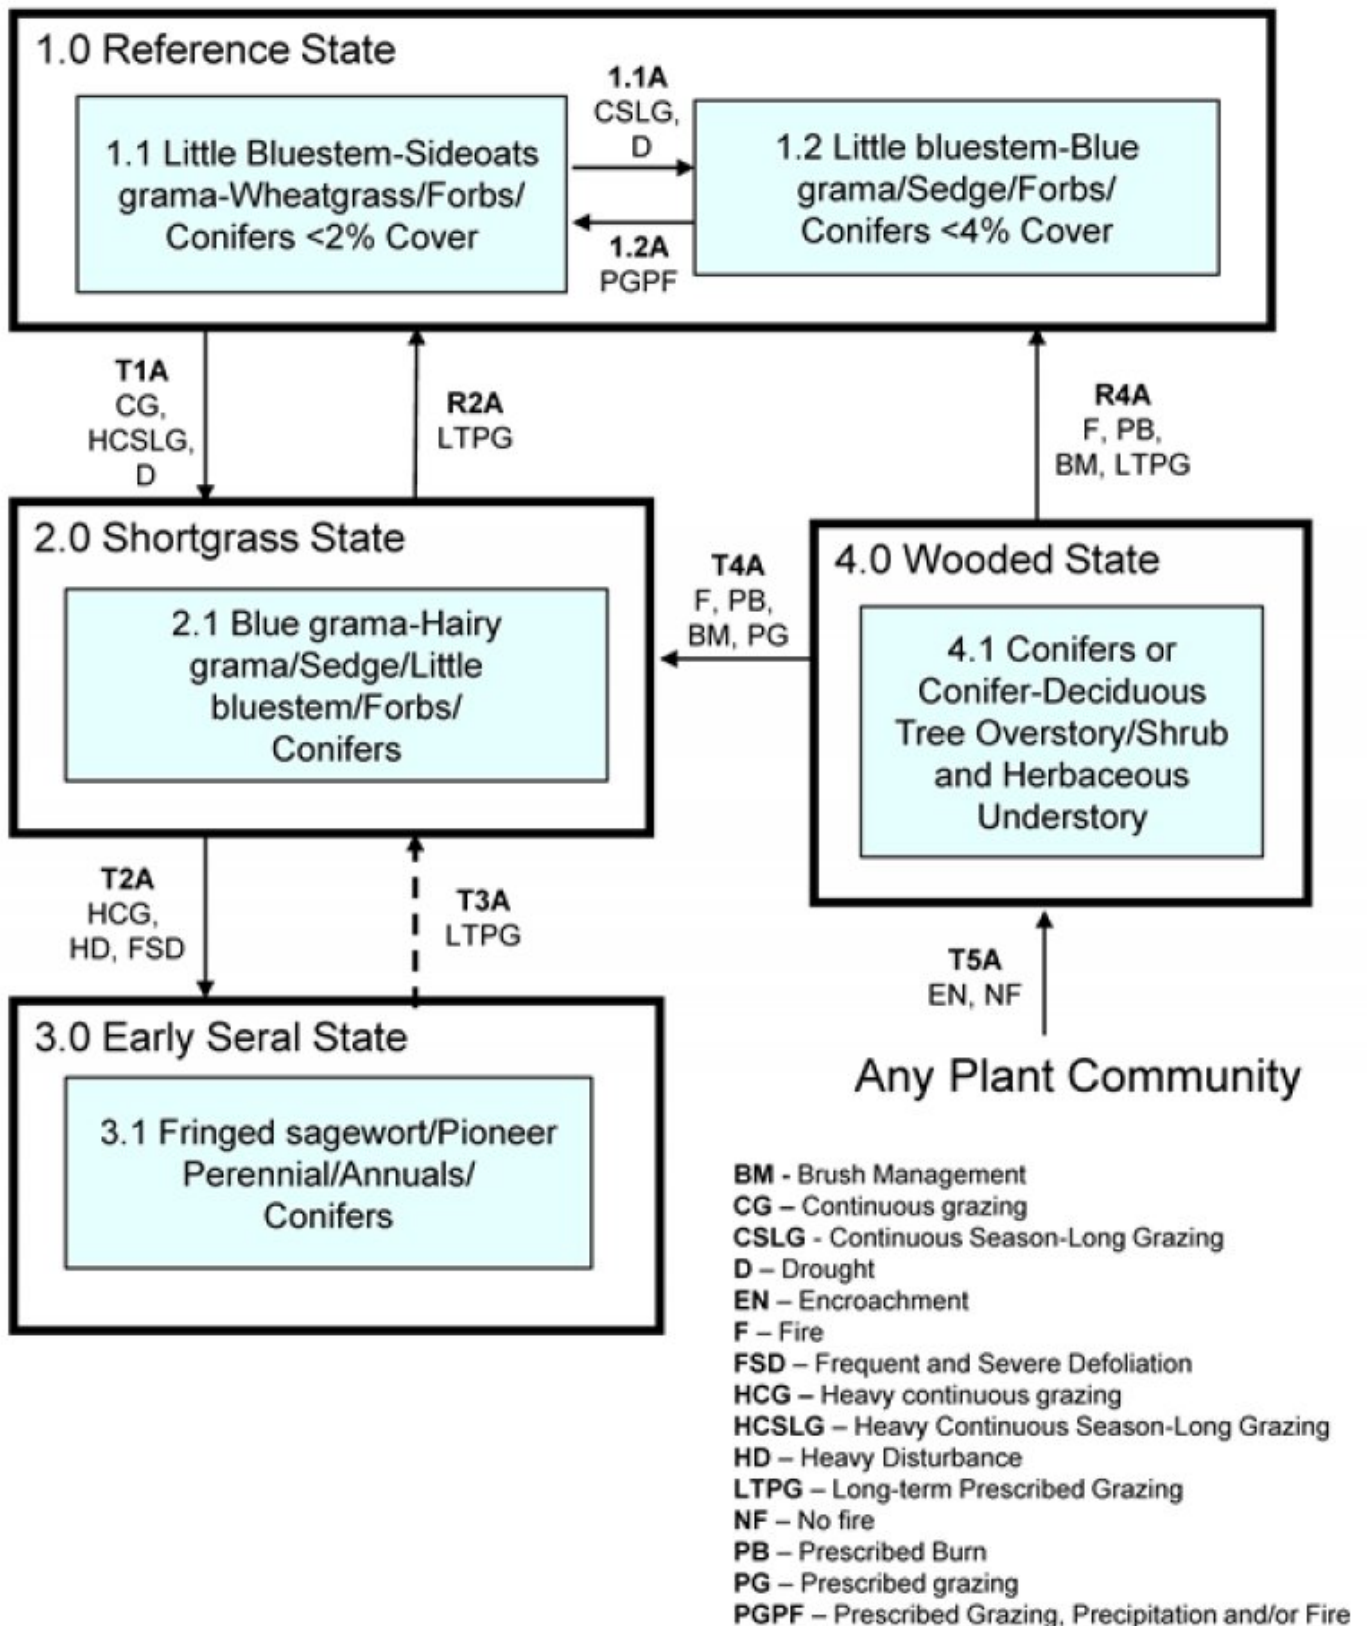 1.0 Reference State
1.1 Little Bluestem-Sideoats
grama-Wheatgrass/Forbs/
Conifers <2% Cover
1.1A
CSLG,
D
1.2A
PGPF
1.2 Little bluestem-Blue
grama/Sedge/Forbs/
Conifers <4% Cover
T1A
CG,
HCSLG,
D
R2A
LTPG
R4A
F, PB,
BM, LTPG
2.0 Shortgrass State
2.1 Blue grama-Hairy
grama/Sedge/Little
bluestem/Forbs/
Conifers
T4A
F, PB,
BM, PG
4.0 Wooded State
4.1 Conifers or
Conifer-Deciduous
Tree Overstory/Shrub
and Herbaceous
Understory
T2A
HCG,
HD, FSD
T3A
LTPG
T5A
EN, NF
Any Plant Community
3.0 Early Seral State
3.1 Fringed sagewort/Pioneer
Perennial/Annuals/
Conifers
BM - Brush Management
CG – Continuous grazing
CSLG - Continuous Season-Long Grazing
D – Drought
EN – Encroachment
F – Fire
FSD – Frequent and Severe Defoliation
HCG – Heavy continuous grazing
HCSLG – Heavy Continuous Season-Long Grazing
HD – Heavy Disturbance
LTPG – Long-term Prescribed Grazing
NF – No fire
PB – Prescribed Burn
PG – Prescribed grazing
PGPF – Prescribed Grazing, Precipitation and/or Fire